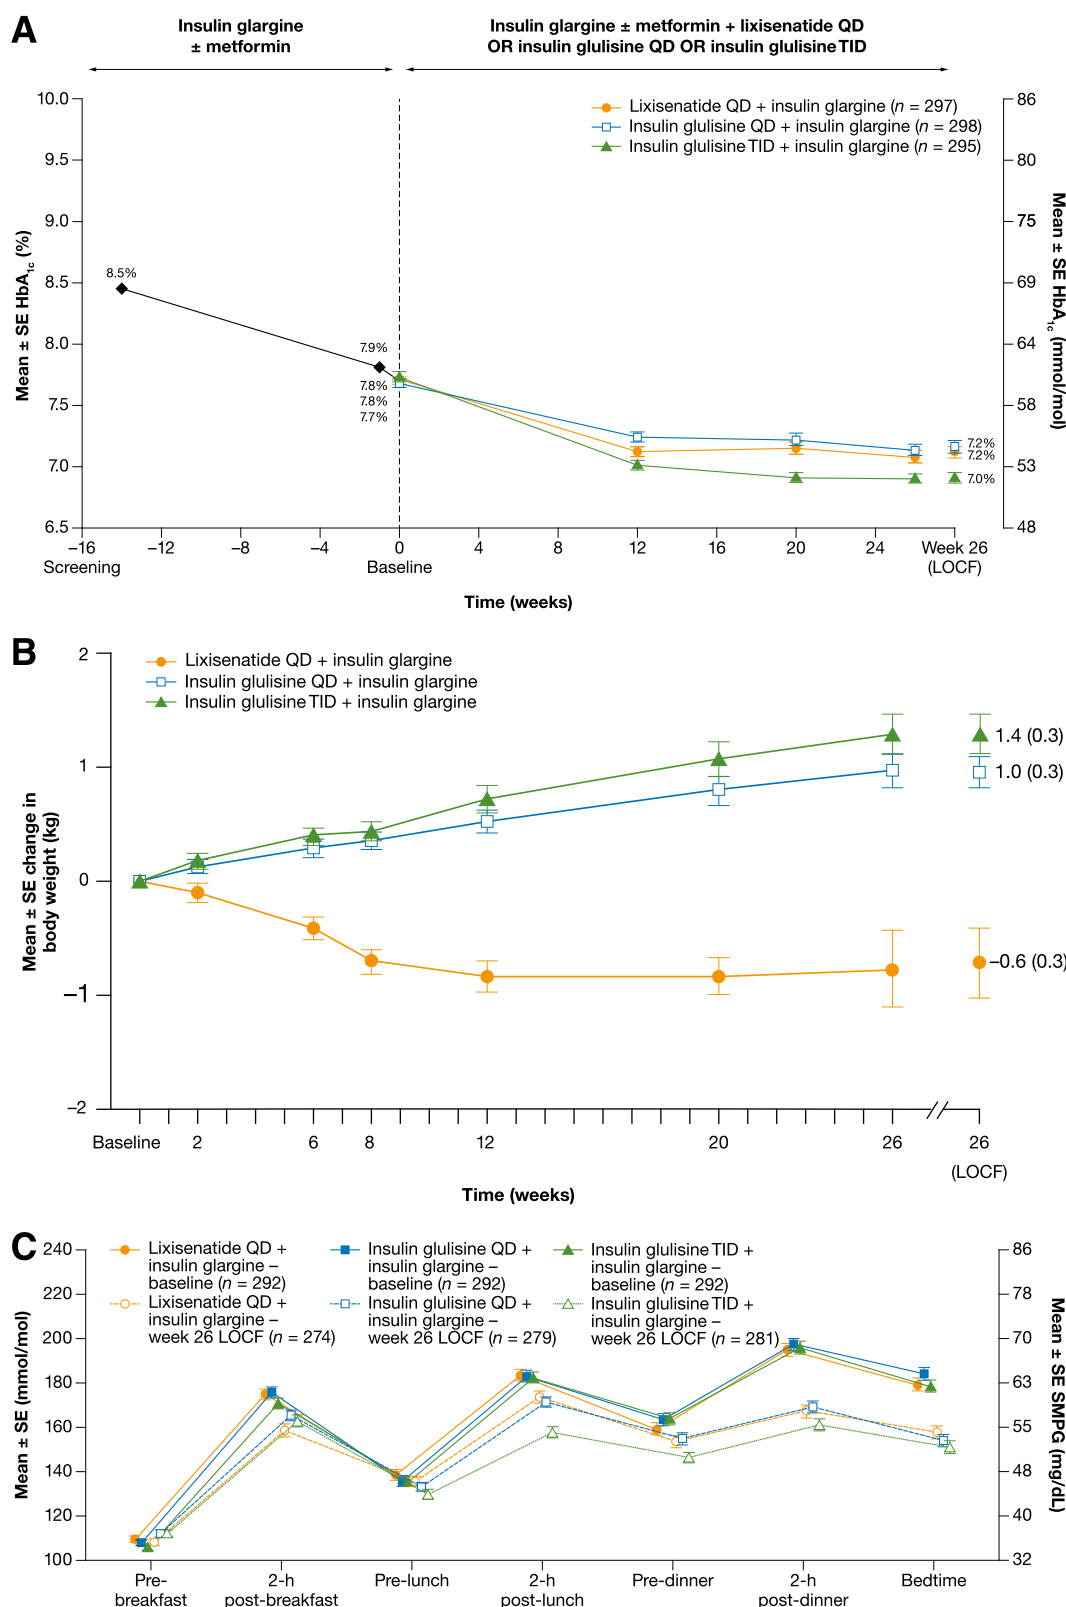 A
Insulin glargine
± metformin
Insulin glargine ± metformin + lixisenatide QD
OR insulin glulisine QD OR insulin glulisine TID
Lixisenatide QD + insulin glargine (n = 297)
Insulin glulisine QD + insulin glargine (n = 298)
Insulin glulisine TID + insulin glargine (n = 295)
Mean ± SE HbA1c (%)
10.0
9.5
9.0
8.5
8.0
7.5
7.0
6.5
8.5%
7.9%
7.8%
7.8%
7.7%
7.2%
7.2%
7.0%
86
80
75
69
64
58
53
48
Mean ± SE HbA1c (mmol/mol)
–16 –12 –8 –4 0 4 8 12 16 20 24 Week 26
Screening Baseline (LOCF)
Time (weeks)
B
Lixisenatide QD + insulin glargine
Insulin glulisine QD + insulin glargine
Insulin glulisine TID + insulin glargine
Mean ± SE change in
body weight (kg)
2
1
0
–1
–2
1.4 (0.3)
1.0 (0.3)
–0.6 (0.3)
Baseline 2 6 8 12 20 26 26
(LOCF)
Time (weeks)
C
Lixisenatide QD +
insulin glargine –
baseline (n = 292)
Lixisenatide QD +
insulin glargine –
week 26 LOCF (n = 274)
Insulin glulisine QD +
insulin glargine –
baseline (n = 292)
Insulin glulisine QD +
insulin glargine –
week 26 LOCF (n = 279)
Insulin glulisine TID +
insulin glargine –
baseline (n = 292)
Insulin glulisine TID +
insulin glargine –
week 26 LOCF (n = 281)
Mean ± SE (mmol/mol)
240
220
200
180
160
140
120
100
86
78
70
63
55
48
40
32
Mean ± SE SMPG (mg/dL)
Pre- 2-h Pre-lunch 2-h Pre-dinner 2-h Bedtime
breakfast post-breakfast post-lunch post-dinner